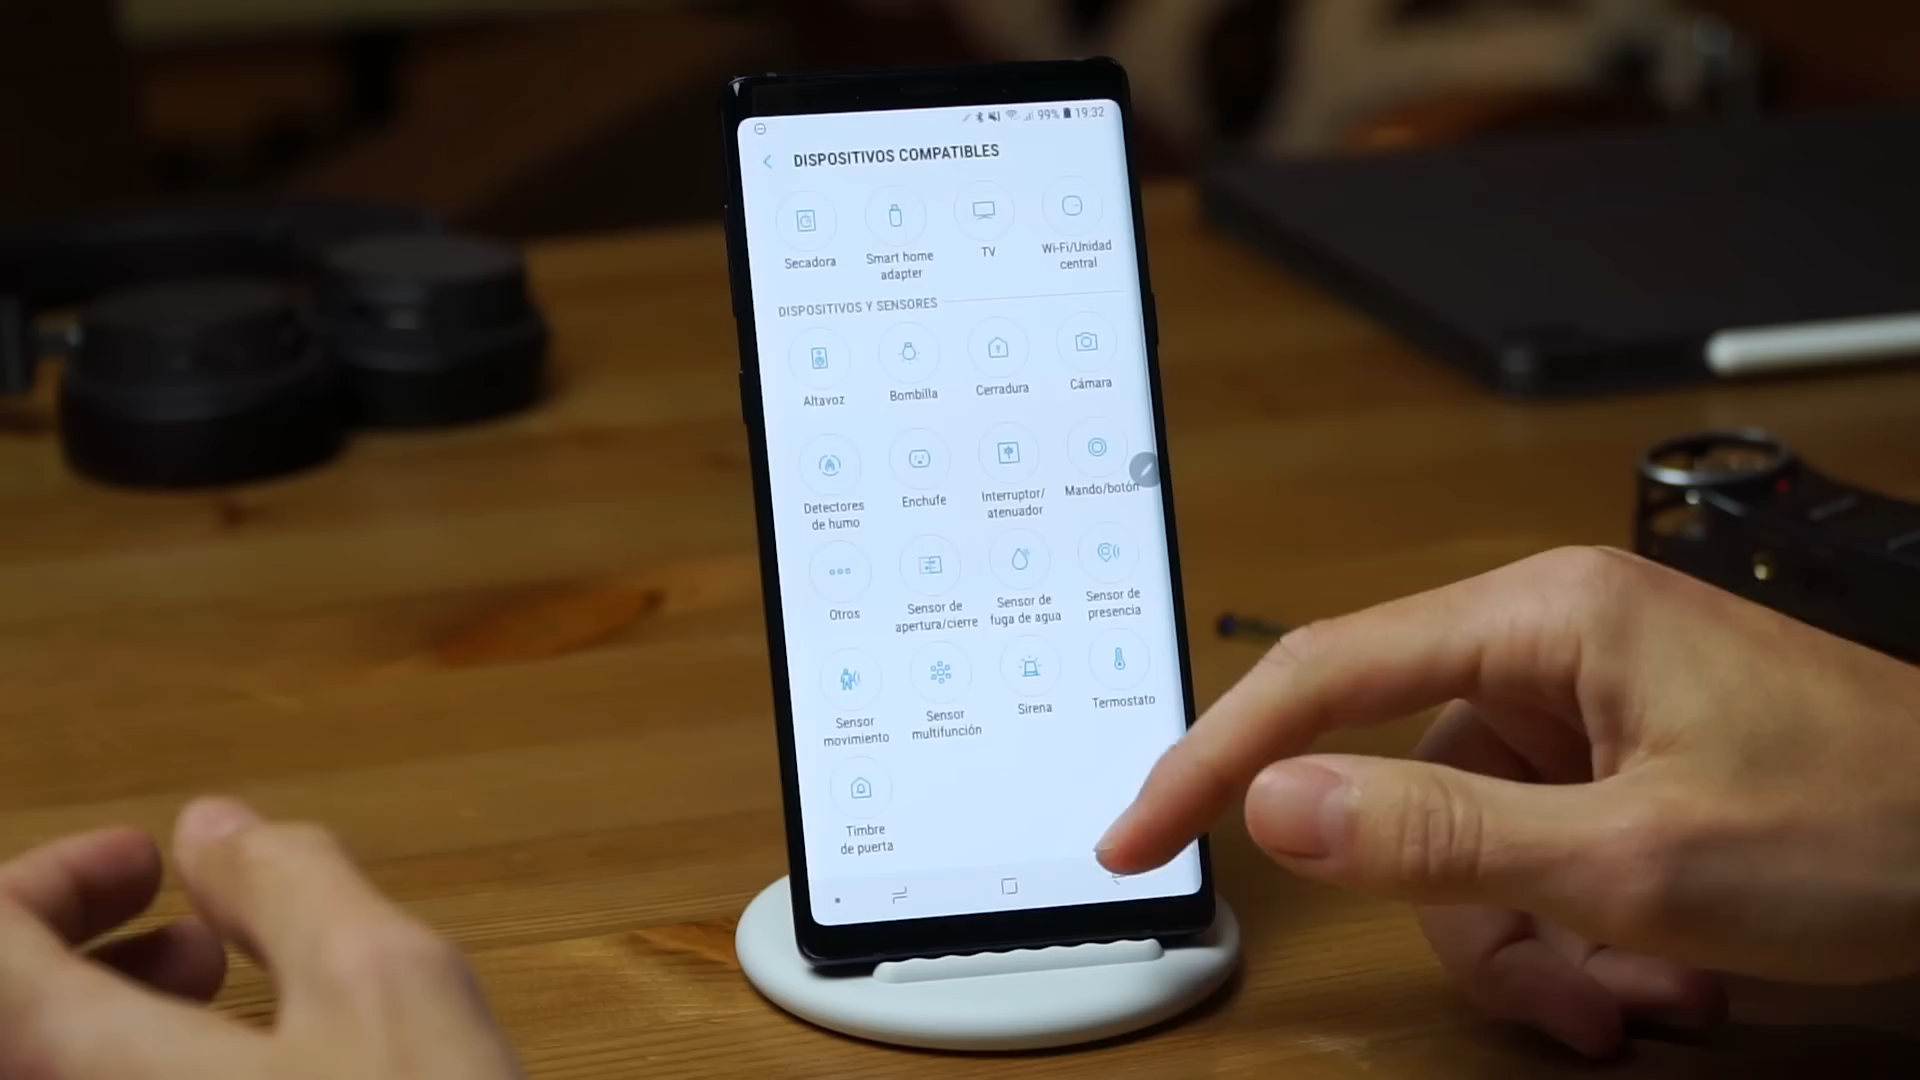 99% 19:32
DISPOSITIVOS COMPATIBLES
Secadora
Smart home
adapter
TV
Wi-Fi/Unidad
central
DISPOSITIVOS Y SENSORES
Altavoz
Bombilla
Cerradura
Cámara
Detectores
de humo
Enchufe
Interruptor/
atenuador
Mando/botón
Otros
Sensor de
apertura/cierre
Sensor de
fuga de agua
Sensor de
presencia
Sensor
movimiento
Sensor
multifunción
Sirena
Termostato
Timbre
de puerta